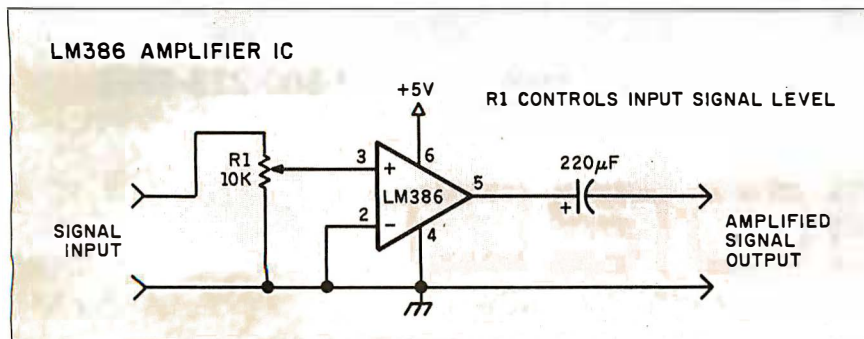 LM386 AMPLIFIER IC
+5V
R1 CONTROLS INPUT SIGNAL LEVEL
R1
10K
3
+
6
LM386
5
220µF
+
2
−
4
SIGNAL
INPUT
AMPLIFIED
SIGNAL
OUTPUT